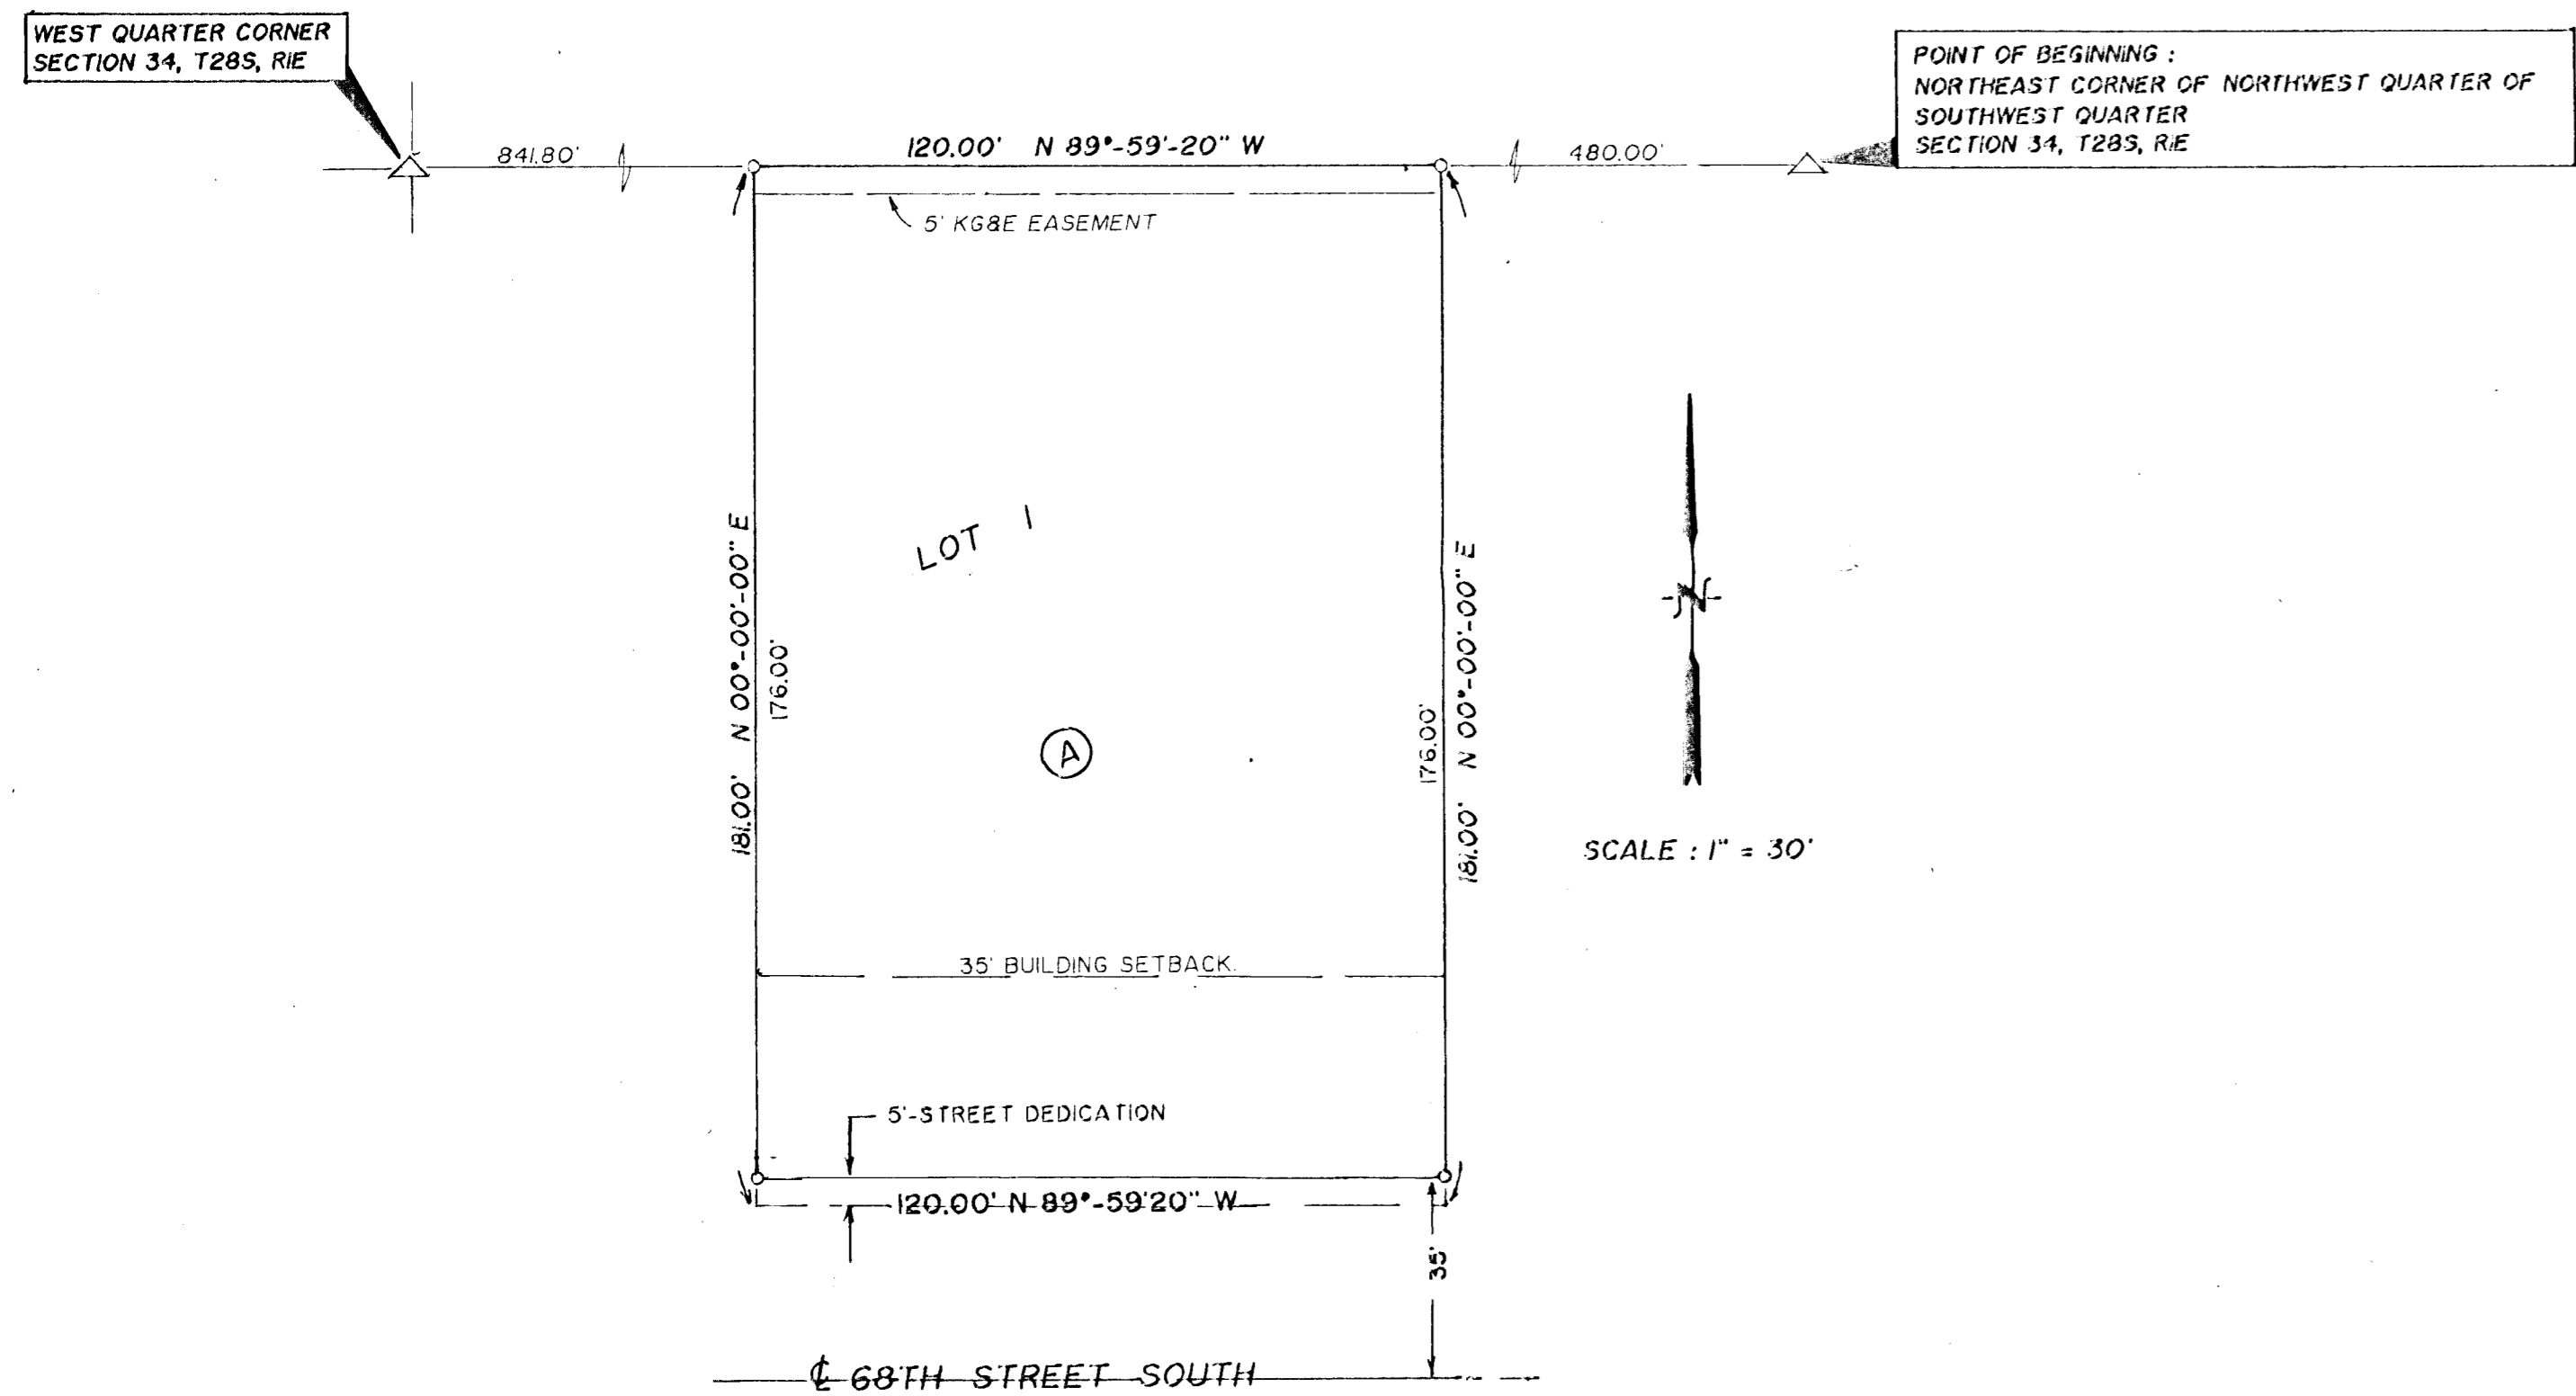 WEST QUARTER CORNER
SECTION 34, T28S, R1E
POINT OF BEGINNING :
NORTHEAST CORNER OF NORTHWEST QUARTER OF
SOUTHWEST QUARTER
SECTION 34, T28S, R1E
841.80'
120.00' N 89°-59'-20" W
480.00'
5' KG&E EASEMENT
LOT 1
181.00' N 00°-00'-00" E
176.00'
176.00'
181.00' N 00°-00'-00" E
N
A
SCALE : 1" = 30'
35' BUILDING SETBACK.
5'-STREET DEDICATION
120.00' N 89°-59'20" W
35'
℄ 68TH STREET SOUTH